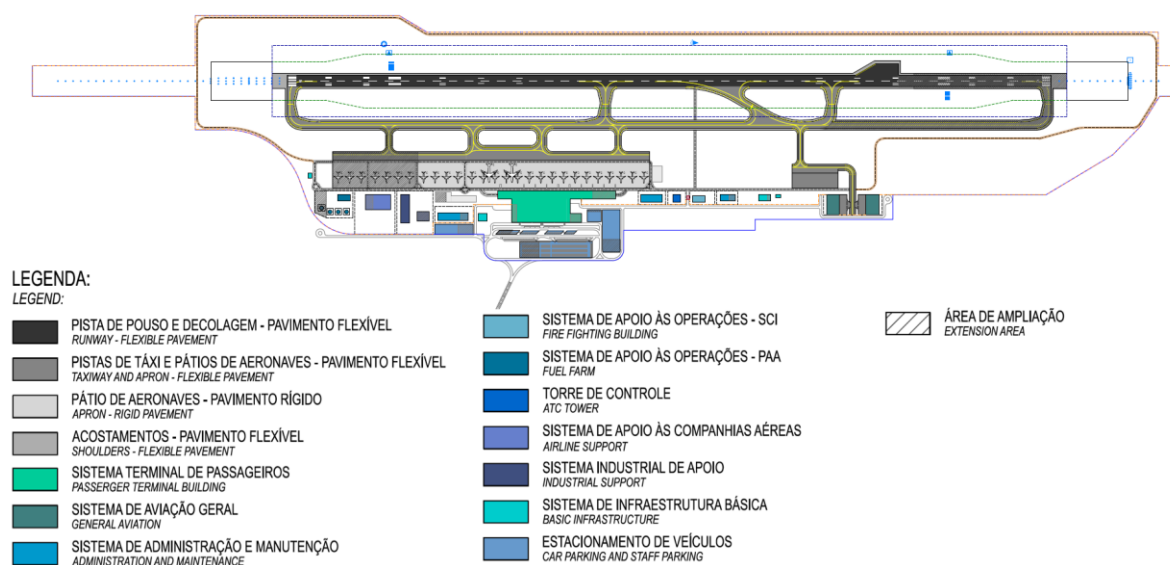 LEGENDA:
LEGEND:
PISTA DE POUSO E DECOLAGEM - PAVIMENTO FLEXÍVEL
RUNWAY - FLEXIBLE PAVEMENT
PISTAS DE TÁXI E PÁTIOS DE AERONAVES - PAVIMENTO FLEXÍVEL
TAXIWAY AND APRON - FLEXIBLE PAVEMENT
PÁTIO DE AERONAVES - PAVIMENTO RÍGIDO
APRON - RIGID PAVEMENT
ACOSTAMENTOS - PAVIMENTO FLEXÍVEL
SHOULDERS - FLEXIBLE PAVEMENT
SISTEMA TERMINAL DE PASSAGEIROS
PASSERGER TERMINAL BUILDING
SISTEMA DE AVIAÇÃO GERAL
GENERAL AVIATION
SISTEMA DE ADMINISTRAÇÃO E MANUTENÇÃO
ADMINISTRATION AND MAINTENANCE
SISTEMA DE APOIO ÀS OPERAÇÕES - SCI
FIRE FIGHTING BUILDING
SISTEMA DE APOIO ÀS OPERAÇÕES - PAA
FUEL FARM
TORRE DE CONTROLE
ATC TOWER
SISTEMA DE APOIO ÀS COMPANHIAS AÉREAS
AIRLINE SUPPORT
SISTEMA INDUSTRIAL DE APOIO
INDUSTRIAL SUPPORT
SISTEMA DE INFRAESTRUTURA BÁSICA
BASIC INFRASTRUCTURE
ESTACIONAMENTO DE VEÍCULOS
CAR PARKING AND STAFF PARKING
ÁREA DE AMPLIAÇÃO
EXTENSION AREA